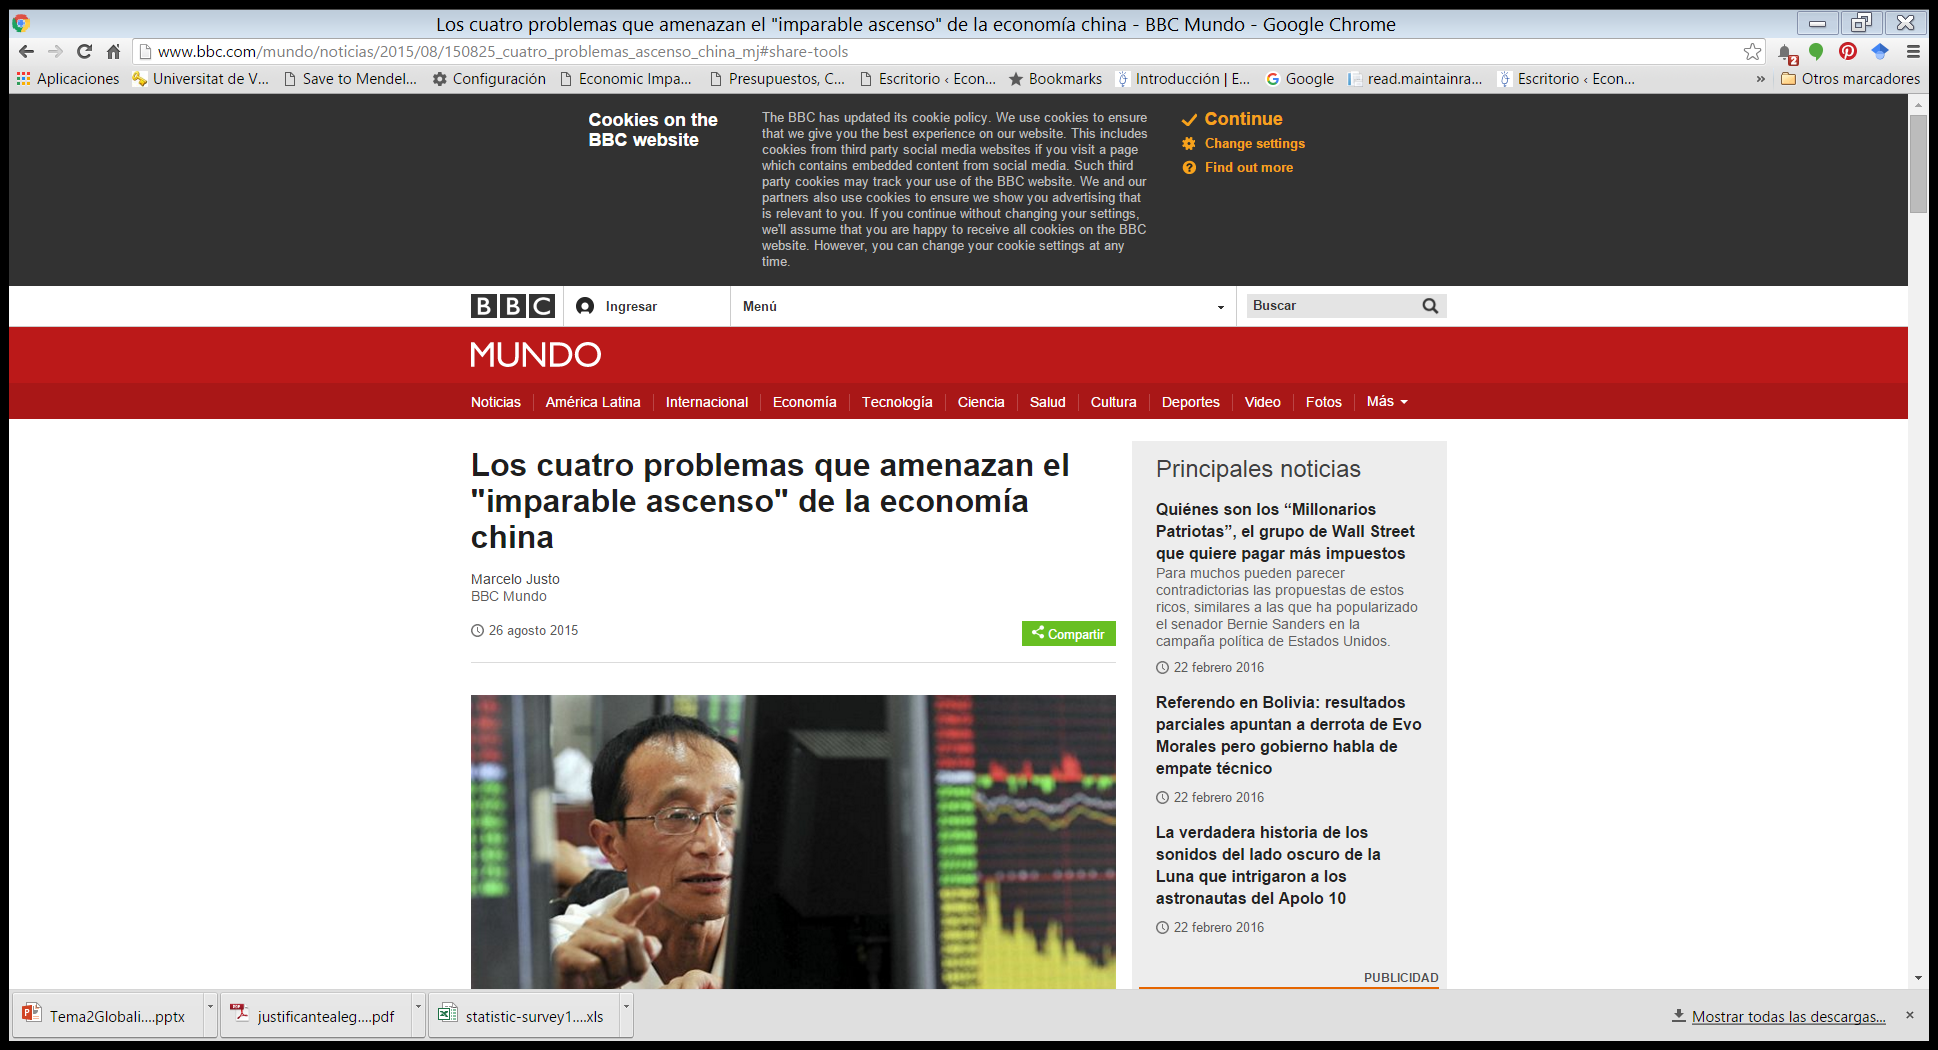 Los cuatro problemas que amenazan el "imparable ascenso" de la economía china - BBC Mundo - Google Chrome
www.bbc.com/mundo/noticias/2015/08/150825_cuatro_problemas_ascenso_china_mj#share-tools
2
Aplicaciones Universitat de V... Save to Mendel... Configuración Economic Impa... Presupuestos, C... Escritorio ‹ Econ... Bookmarks Introducción | E... Google read.maintainra... Escritorio ‹ Econ... » Otros marcadores
Cookies on the
BBC website
The BBC has updated its cookie policy. We use cookies to ensure
that we give you the best experience on our website. This includes
cookies from third party social media websites if you visit a page
which contains embedded content from social media. Such third
party cookies may track your use of the BBC website. We and our
partners also use cookies to ensure we show you advertising that
is relevant to you. If you continue without changing your settings,
we'll assume that you are happy to receive all cookies on the BBC
website. However, you can change your cookie settings at any
time.
Continue
Change settings
Find out more
BBC Ingresar Menú Buscar
MUNDO
Noticias América Latina Internacional Economía Tecnología Ciencia Salud Cultura Deportes Video Fotos Más
Los cuatro problemas que amenazan el
"imparable ascenso" de la economía
china
Marcelo Justo
BBC Mundo
26 agosto 2015
Compartir
Principales noticias
Quiénes son los “Millonarios
Patriotas”, el grupo de Wall Street
que quiere pagar más impuestos
Para muchos pueden parecer
contradictorias las propuestas de estos
ricos, similares a las que ha popularizado
el senador Bernie Sanders en la
campaña política de Estados Unidos.
22 febrero 2016
Referendo en Bolivia: resultados
parciales apuntan a derrota de Evo
Morales pero gobierno habla de
empate técnico
22 febrero 2016
La verdadera historia de los
sonidos del lado oscuro de la
Luna que intrigaron a los
astronautas del Apolo 10
22 febrero 2016
PUBLICIDAD
Tema2Globali....pptx justificantealeg....pdf statistic-survey1....xls Mostrar todas las descargas...